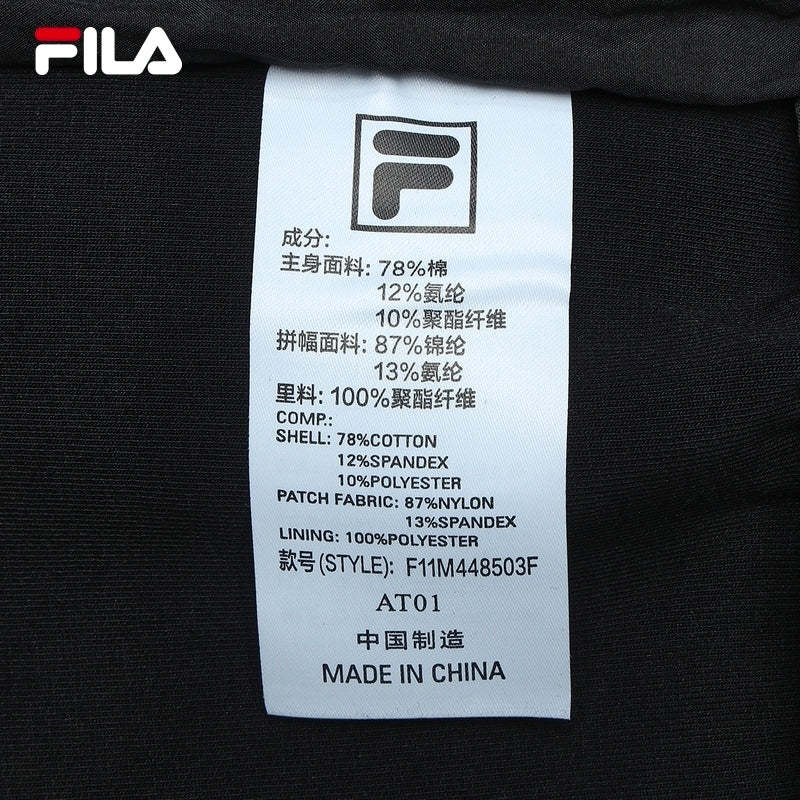 FILA
F
成分:
主身面料: 78%棉
12%氨纶
10%聚酯纤维
拼幅面料: 87%锦纶
13%氨纶
里料: 100%聚酯纤维
COMP.:
SHELL: 78%COTTON
12%SPANDEX
10%POLYESTER
PATCH FABRIC: 87%NYLON
13%SPANDEX
LINING: 100%POLYESTER
款号(STYLE): F11M448503F
AT01
中国制造
MADE IN CHINA